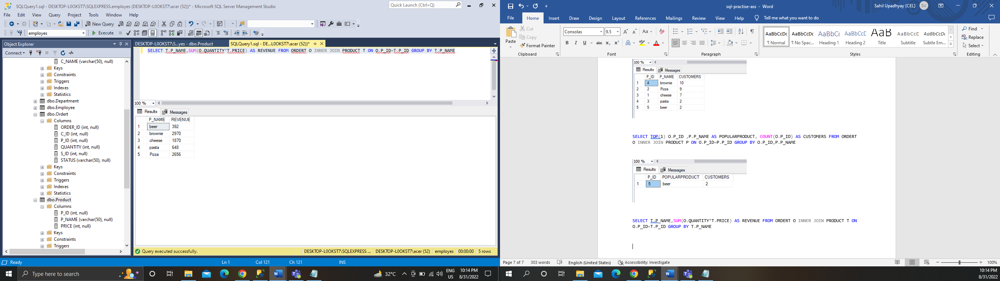 SQLQuery1.sql - DESKTOP-L0OKST7\SQLEXPRESS.employes (DESKTOP-L0OKST7\acer (52))* - Microsoft SQL Server Management Studio
Quick Launch (Ctrl+Q)
File Edit View Query Project Tools Window Help
New Query
employes
Execute
Object Explorer
Connect
C_NAME (varchar(50), null)
Keys
Constraints
Triggers
Indexes
Statistics
dbo.Department
dbo.Employee
dbo.Ordert
Columns
ORDER_ID (int, null)
C_ID (int, null)
P_ID (int, null)
QUANTITY (int, null)
S_ID (int, null)
STATUS (varchar(50), null)
Keys
Constraints
Triggers
Indexes
Statistics
dbo.Product
Columns
P_ID (int, null)
P_NAME (varchar(50), null)
PRICE (int, null)
Keys
Constraints
Triggers
DESKTOP-L0OKST7\S...yes - dbo.Product
SQLQuery1.sql - DE...L0OKST7\acer (52))*
SELECT T.P_NAME,SUM(O.QUANTITY*T.PRICE) AS REVENUE FROM ORDERT O INNER JOIN PRODUCT T ON O.P_ID=T.P_ID GROUP BY T.P_NAME
100 %
Results Messages
P_NAME REVENUE
1 beer 392
2 brownie 2970
3 cheese 1870
4 pasta 648
5 Pizza 2656
Query executed successfully.
DESKTOP-L0OKST7\SQLEXPRESS ... DESKTOP-L0OKST7\acer (52) employes 00:00:00 5 rows
Ready Ln 1 Col 121 Ch 121 INS
Type here to search
32°C
ENG
US
10:14 PM
8/31/2022
sql-practise-ass - Word
Sahil Upadhyay (CEL) SU
File Home Insert Draw Design Layout References Mailings Review View Help Tell me what you want to do
Paste
Cut
Copy
Format Painter
Clipboard
Consolas 9.5
Aa
B I U abc x₂ x²
Font
Paragraph
AaBbCcDc AaBbCcDc AaBbCc AaBbCcD AaB AaBbCcD AaBbCcDc
¶ Normal ¶ No Spac... Heading 1 Heading 2 Title Subtitle Subtle Em...
Styles
Find
Replace
Select
Editing
100 %
Results Messages
P_ID P_NAME CUSTOMERS
1 4 brownie 10
2 2 Pizza 9
3 1 cheese 7
4 3 pasta 2
5 5 beer 2
SELECT TOP(1) O.P_ID ,P.P_NAME AS POPULARPRODUCT, COUNT(O.P_ID) AS CUSTOMERS FROM ORDERT
O INNER JOIN PRODUCT P ON O.P_ID=P.P_ID GROUP BY O.P_ID,P.P_NAME
100 %
Results Messages
P_ID POPULARPRODUCT CUSTOMERS
1 5 beer 2
SELECT T.P_NAME,SUM(O.QUANTITY*T.PRICE) AS REVENUE FROM ORDERT O INNER JOIN PRODUCT T ON
O.P_ID=T.P_ID GROUP BY T.P_NAME
Page 7 of 7 303 words English (United States) Accessibility: Investigate
100%
10:14 PM
8/31/2022